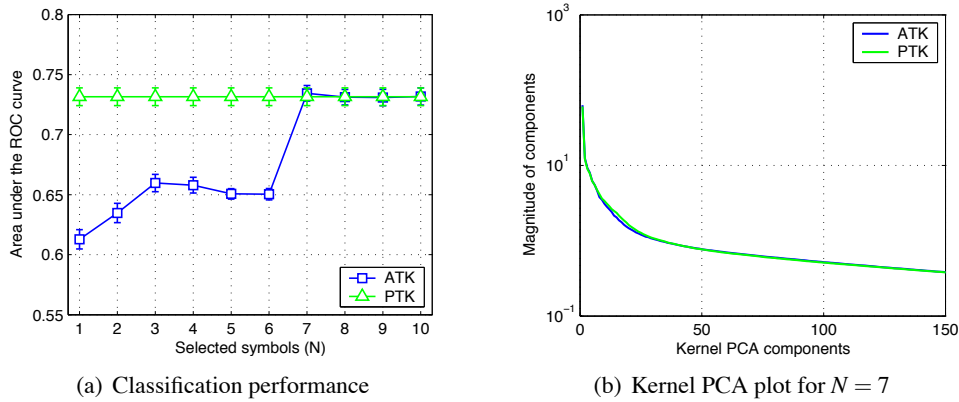 0.8
0.75
0.7
0.65
0.6
0.55
Area under the ROC curve
1 2 3 4 5 6 7 8 9 10
Selected symbols (N)
ATK
PTK
(a) Classification performance
10^3
10^1
10^−1
Magnitude of components
0 50 100 150
Kernel PCA components
ATK
PTK
(b) Kernel PCA plot for N = 7